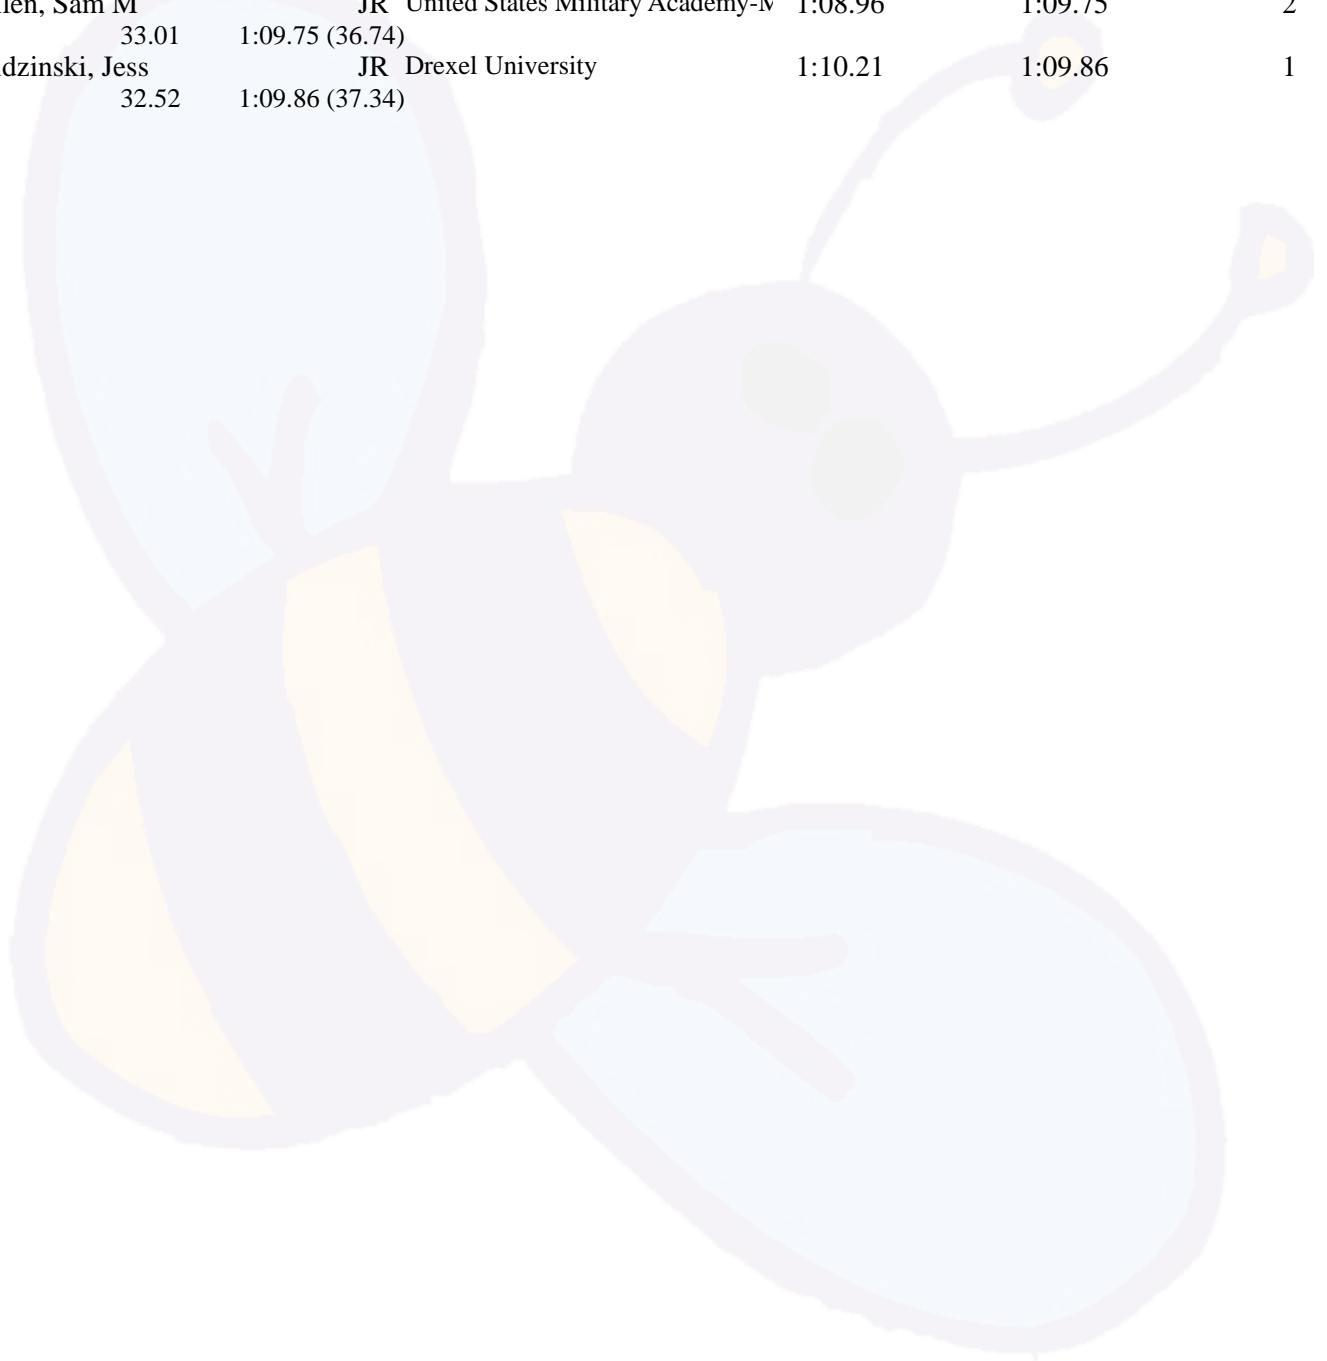 Sam M JR United States Military Academy-M 1:08.96 1:09.75 2
33.01 1:09.75 (36.74)
Jess JR Drexel University 1:10.21 1:09.86 1
32.52 1:09.86 (37.34)